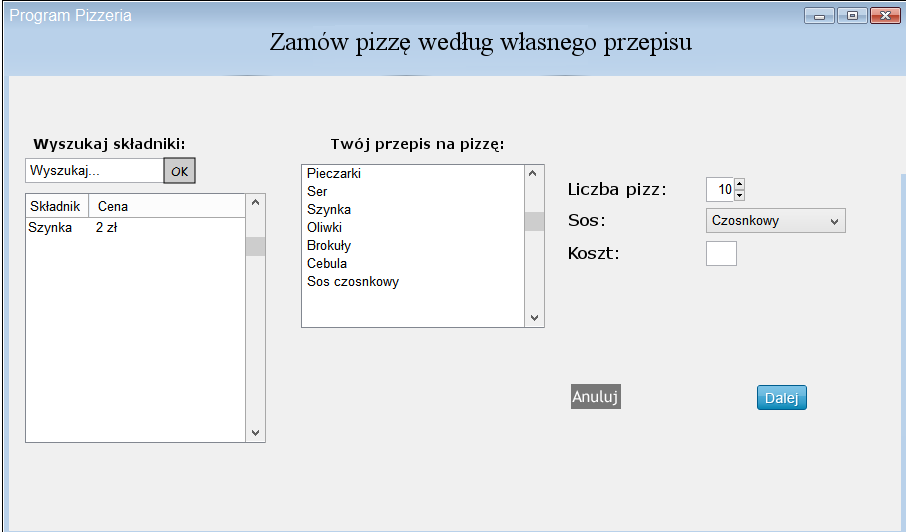 Program Pizzeria
Zamów pizzę według własnego przepisu
Wyszukaj składniki:
Wyszukaj... OK
Składnik Cena
Szynka 2 zł
Twój przepis na pizzę:
Pieczarki
Ser
Szynka
Oliwki
Brokuły
Cebula
Sos czosnkowy
Liczba pizz: 10
Sos: Czosnkowy
Koszt:
Anuluj
Dalej